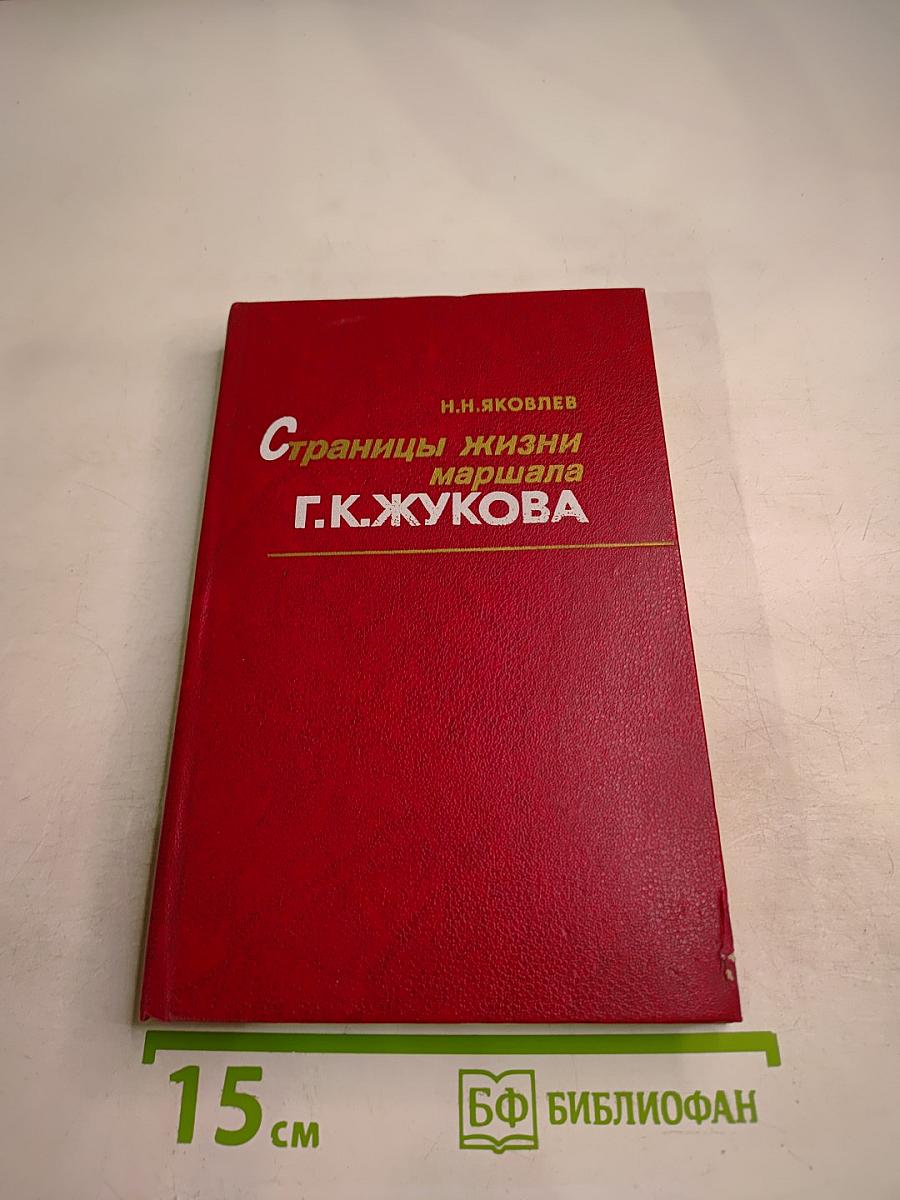 Н.Н.ЯКОВЛЕВ
Страницы жизни
маршала
Г.К.ЖУКОВА
15 см
БФ БИБЛИОФАН